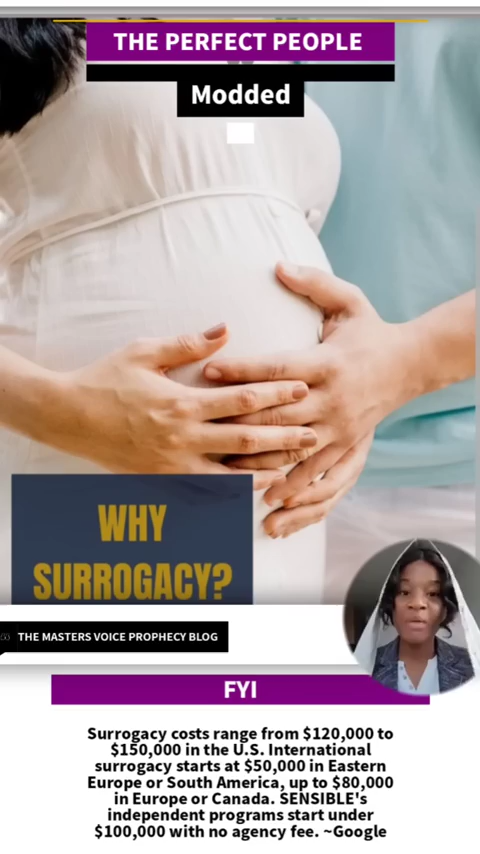 THE PERFECT PEOPLE
Modded
WHY
SURROGACY?
THE MASTERS VOICE PROPHECY BLOG
FYI
Surrogacy costs range from $120,000 to
$150,000 in the U.S. International
surrogacy starts at $50,000 in Eastern
Europe or South America, up to $80,000
in Europe or Canada. SENSIBLE's
independent programs start under
$100,000 with no agency fee. ~Google